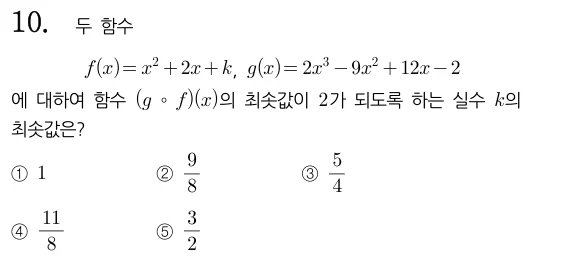 10. 두 함수
f(x)=x²+2x+k, g(x)=2x³−9x²+12x−2
에 대하여 함수 (g ∘ f)(x)의 최솟값이 2가 되도록 하는 실수 k의
최솟값은?
① 1 ② 9/8 ③ 5/4
④ 11/8 ⑤ 3/2